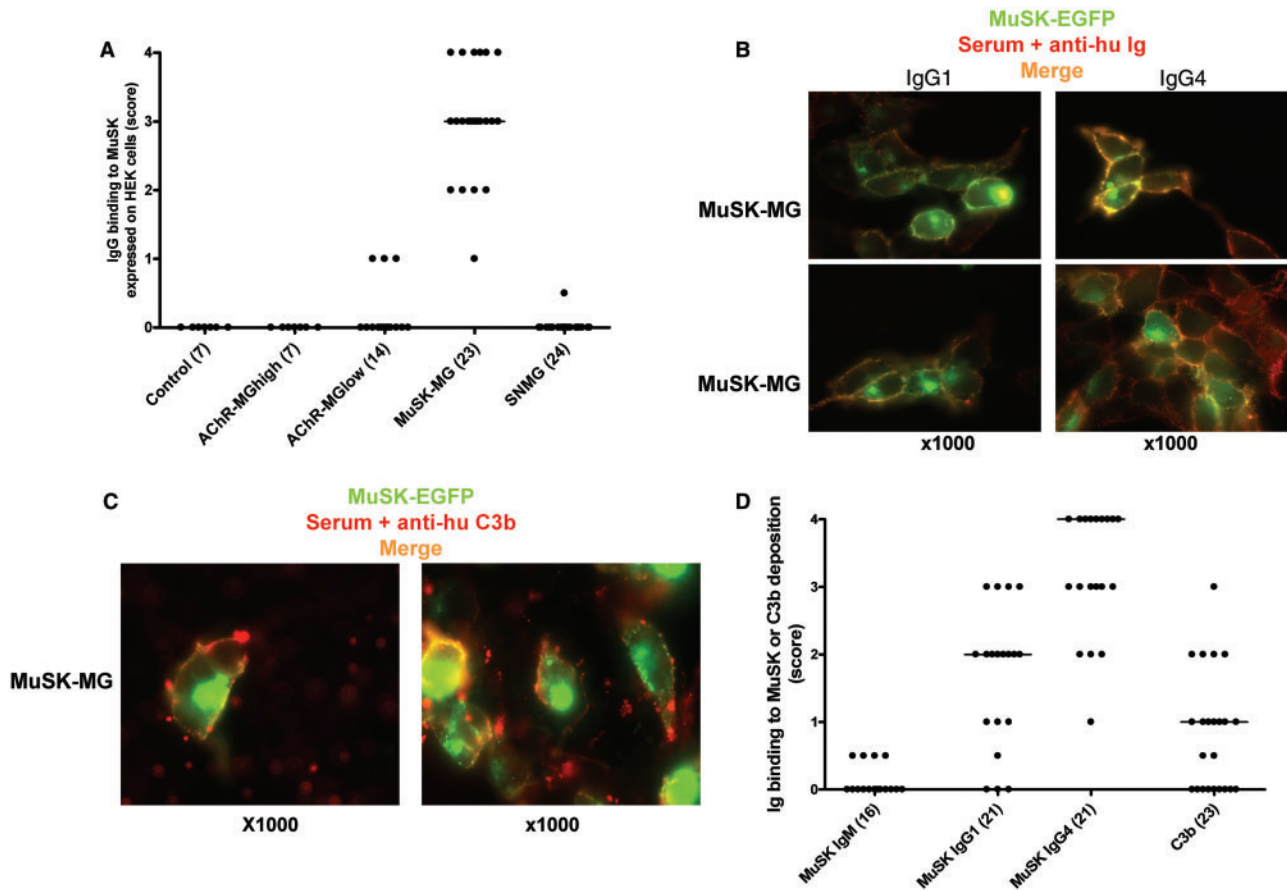 A
IgG binding to MuSK
expressed on HEK cells (score)
4
3
2
1
0
Control (7)
AChR-MGhigh (7)
AChR-MGlow (14)
MuSK-MG (23)
SNMG (24)
B
MuSK-EGFP
Serum + anti-hu Ig
Merge
IgG1
IgG4
MuSK-MG
MuSK-MG
x1000
x1000
C
MuSK-EGFP
Serum + anti-hu C3b
Merge
MuSK-MG
X1000
x1000
D
Ig binding to MuSK or C3b deposition
(score)
4
3
2
1
0
MuSK IgM (16)
MuSK IgG1 (21)
MuSK IgG4 (21)
C3b (23)